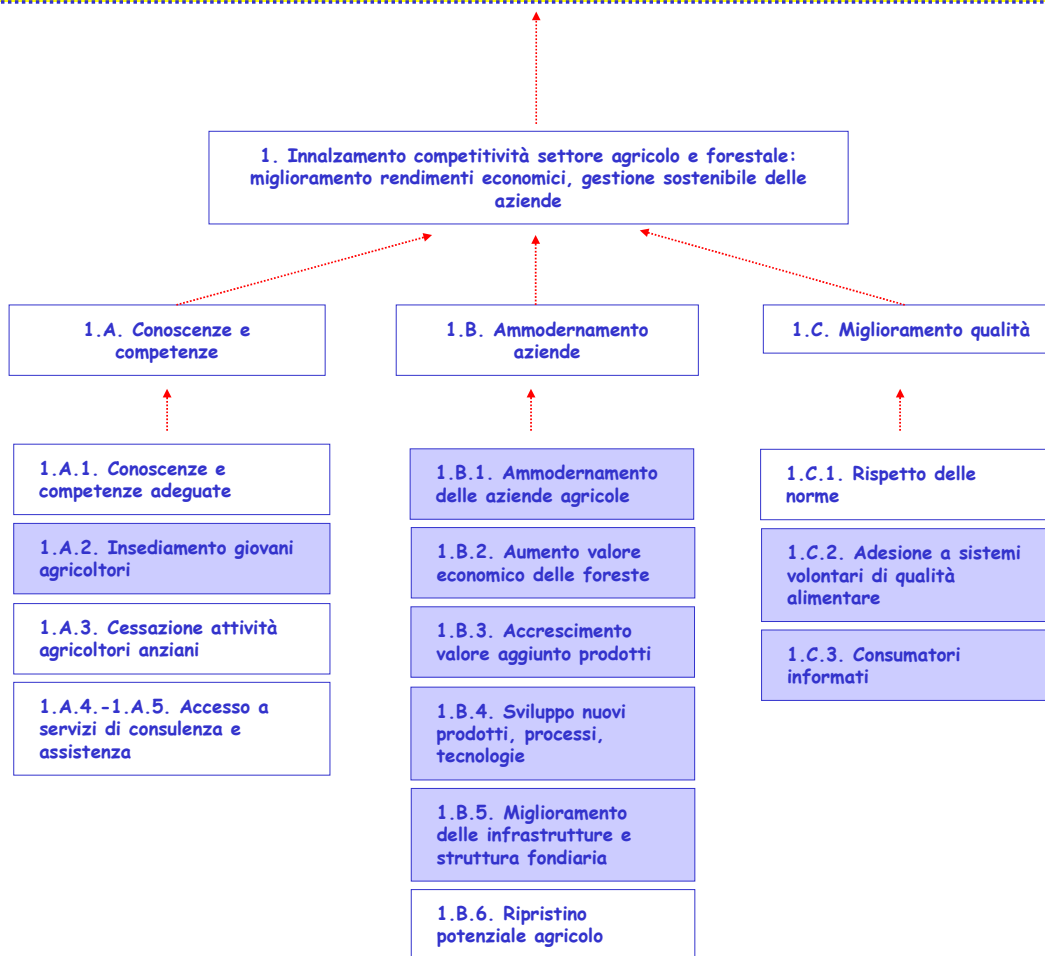 1. Innalzamento competitività settore agricolo e forestale:
miglioramento rendimenti economici, gestione sostenibile delle
aziende
1.A. Conoscenze e
competenze
1.B. Ammodernamento
aziende
1.C. Miglioramento qualità
1.A.1. Conoscenze e
competenze adeguate
1.A.2. Insediamento giovani
agricoltori
1.A.3. Cessazione attività
agricoltori anziani
1.A.4.-1.A.5. Accesso a
servizi di consulenza e
assistenza
1.B.1. Ammodernamento
delle aziende agricole
1.B.2. Aumento valore
economico delle foreste
1.B.3. Accrescimento
valore aggiunto prodotti
1.B.4. Sviluppo nuovi
prodotti, processi,
tecnologie
1.B.5. Miglioramento
delle infrastrutture e
struttura fondiaria
1.B.6. Ripristino
potenziale agricolo
1.C.1. Rispetto delle
norme
1.C.2. Adesione a sistemi
volontari di qualità
alimentare
1.C.3. Consumatori
informati